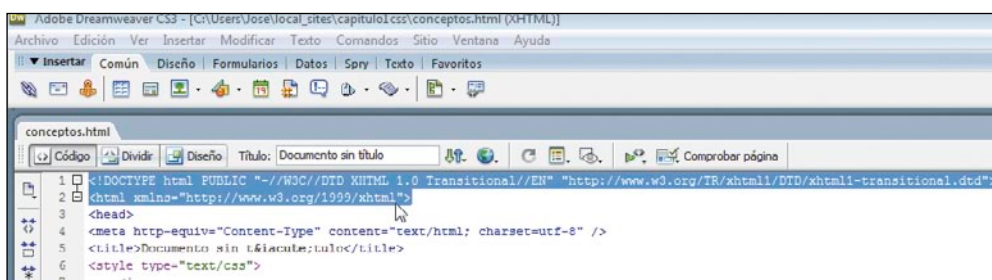 Adobe Dreamweaver CS3 - [C:\Users\Jose\local_sites\capitulo1css\conceptos.html (XHTML)]
Archivo Edición Ver Insertar Modificar Texto Comandos Sitio Ventana Ayuda
▼ Insertar Común Diseño Formularios Datos Spry Texto Favoritos
conceptos.html
Código Dividir Diseño Título: Documento sin título Comprobar página
1 <!DOCTYPE html PUBLIC "-//W3C//DTD XHTML 1.0 Transitional//EN" "http://www.w3.org/TR/xhtml1/DTD/xhtml1-transitional.dtd">
2 <html xmlns="http://www.w3.org/1999/xhtml">
3 <head>
4 <meta http-equiv="Content-Type" content="text/html; charset=utf-8" />
5 <title>Documento sin t&iacute;tulo</title>
6 <style type="text/css">